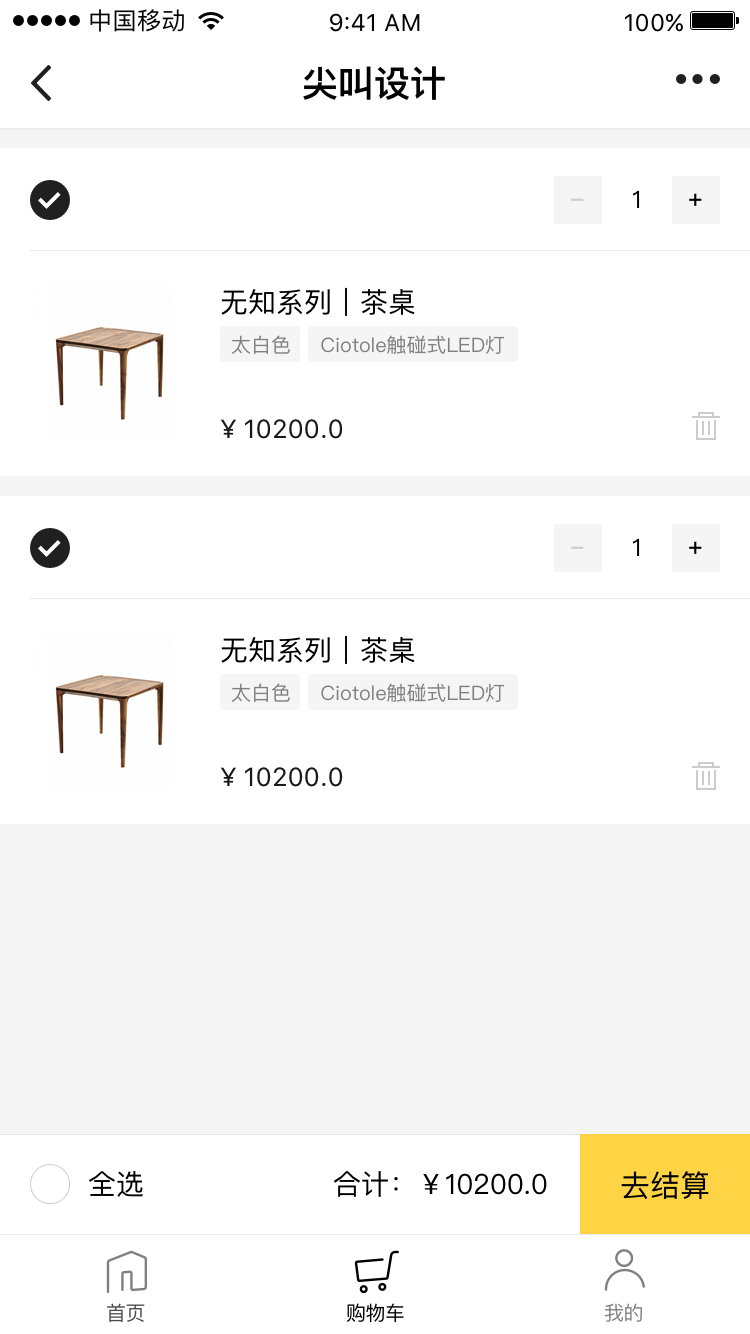 中国移动 9:41 AM 100%
尖叫设计
1
无知系列｜茶桌
太白色 Ciotole触碰式LED灯
¥ 10200.0
1
无知系列｜茶桌
太白色 Ciotole触碰式LED灯
¥ 10200.0
全选 合计： ¥10200.0 去结算
首页 购物车 我的